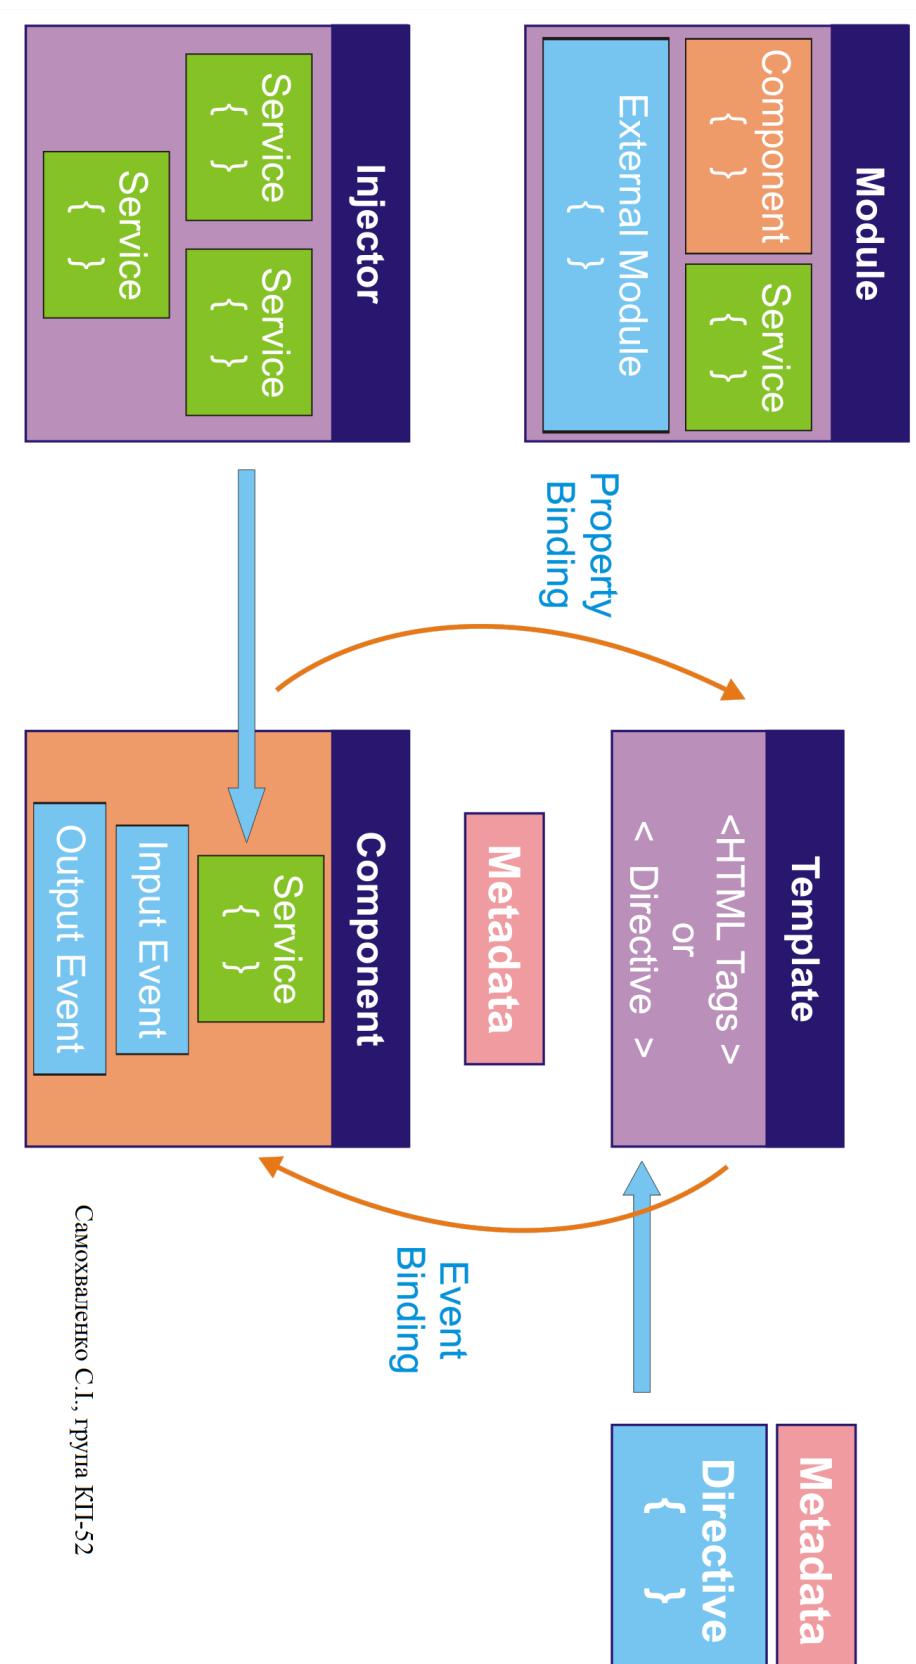 Module
Component
{ }
Service
{ }
External Module
{ }
Property
Binding
Template
<HTML Tags >
or
< Directive >
Metadata
Metadata
Directive
{ }
Injector
Service
{ }
Service
{ }
Service
{ }
Component
Service
{ }
Input Event
Output Event
Event
Binding
Самохваленко С.І., група КП-52